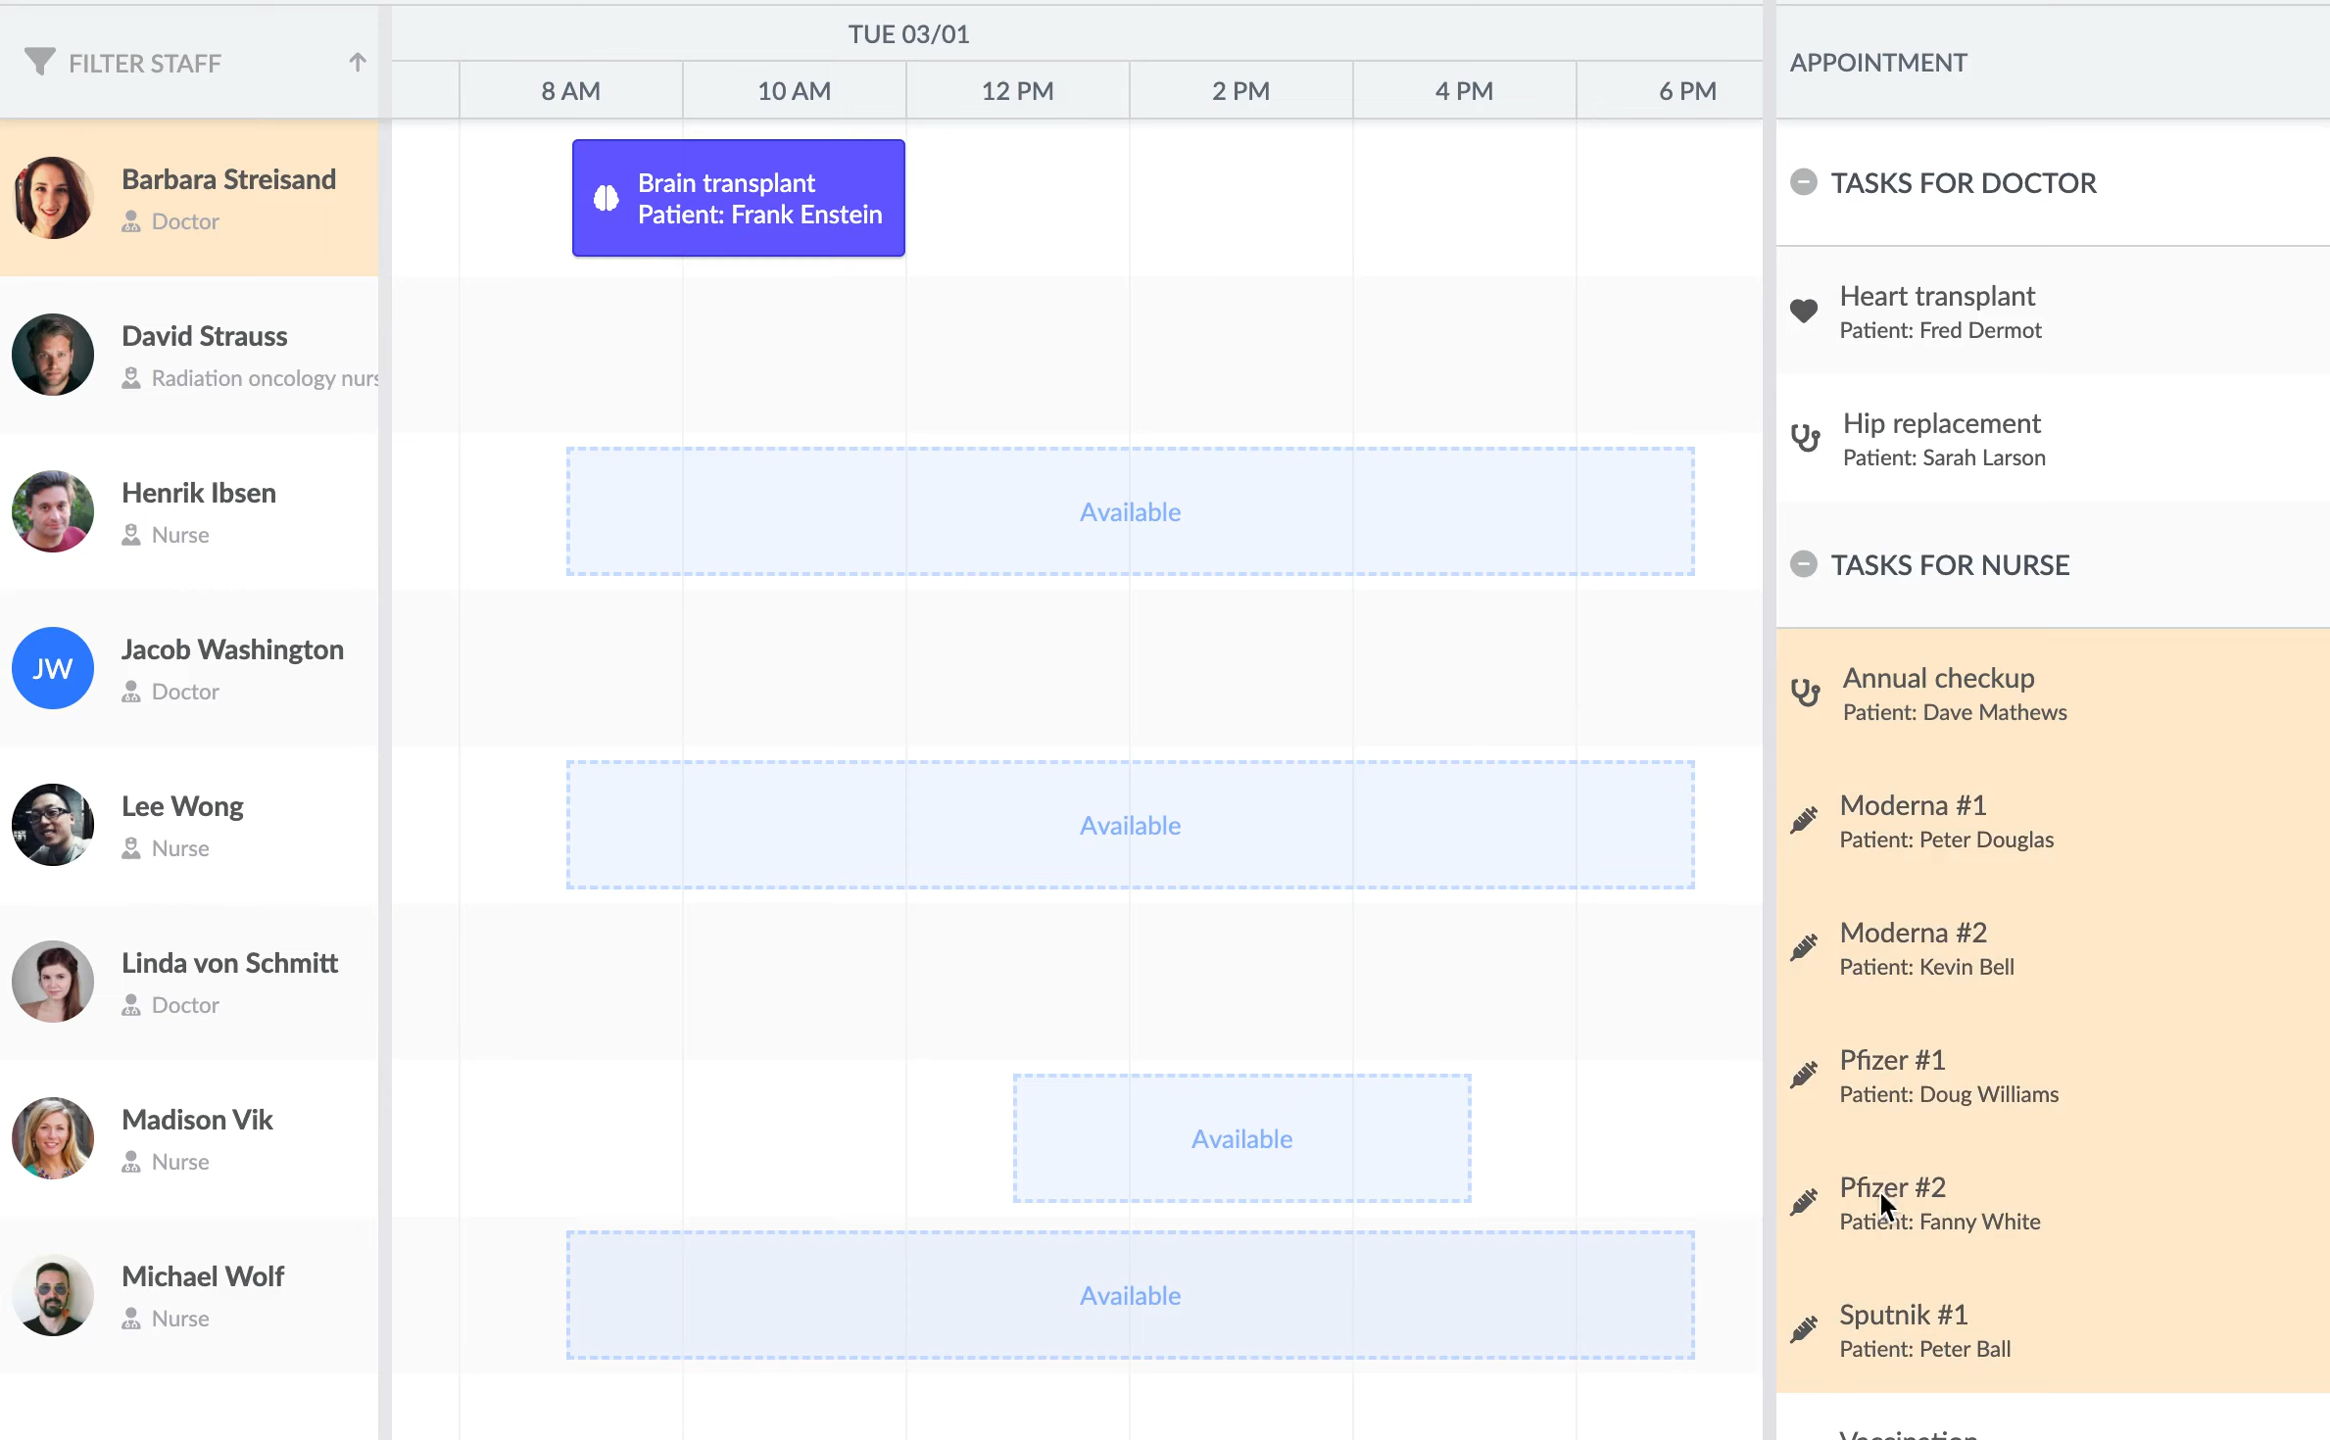 FILTER STAFF
TUE 03/01
8 AM
10 AM
12 PM
2 PM
4 PM
6 PM
APPOINTMENT
Barbara Streisand
Doctor
Brain transplant
Patient: Frank Enstein
David Strauss
Radiation oncology nurs
Henrik Ibsen
Nurse
Available
Jacob Washington
JW
Doctor
Lee Wong
Nurse
Available
Linda von Schmitt
Doctor
Madison Vik
Nurse
Available
Michael Wolf
Nurse
Available
TASKS FOR DOCTOR
Heart transplant
Patient: Fred Dermot
Hip replacement
Patient: Sarah Larson
TASKS FOR NURSE
Annual checkup
Patient: Dave Mathews
Moderna #1
Patient: Peter Douglas
Moderna #2
Patient: Kevin Bell
Pfizer #1
Patient: Doug Williams
Pfizer #2
Patient: Fanny White
Sputnik #1
Patient: Peter Ball
Vaccination